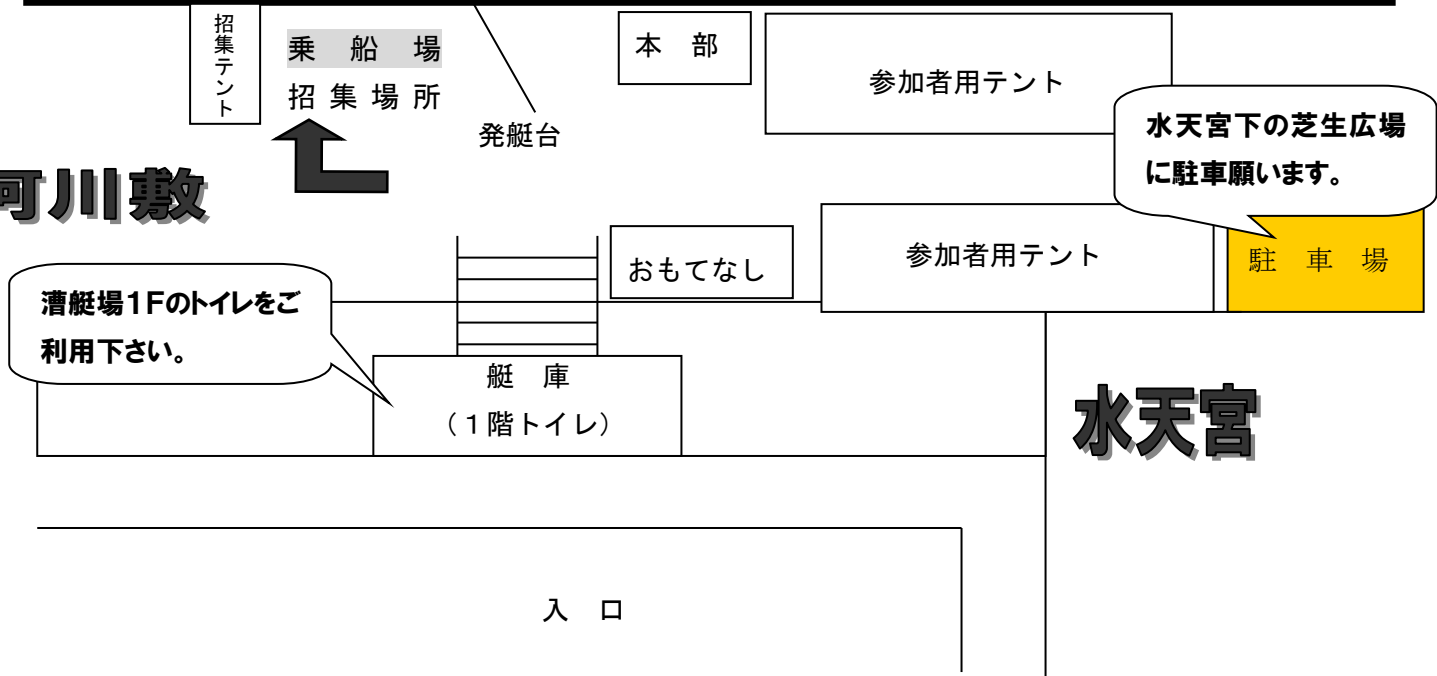 招集テント
乗船場
招集場所
発艇台
本部
参加者用テント
水天宮下の芝生広場
に駐車願います。
河川敷
漕艇場1Fのトイレをご
利用下さい。
おもてなし
参加者用テント
駐車場
艇庫
(1階トイレ)
水天宮
入口